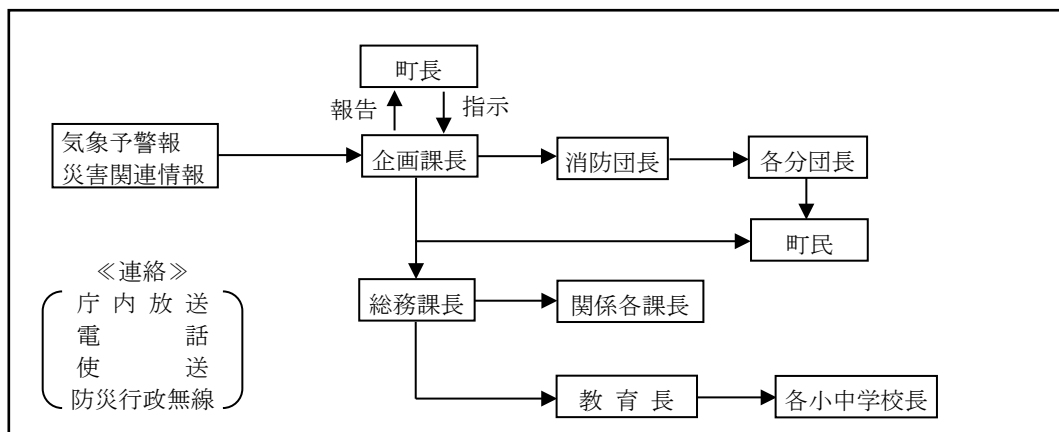 町長
報告
指示
気象予警報
災害関連情報
企画課長
消防団長
各分団長
町民
≪連絡≫
庁内放送
電話
使送
防災行政無線
総務課長
関係各課長
教育長
各小中学校長